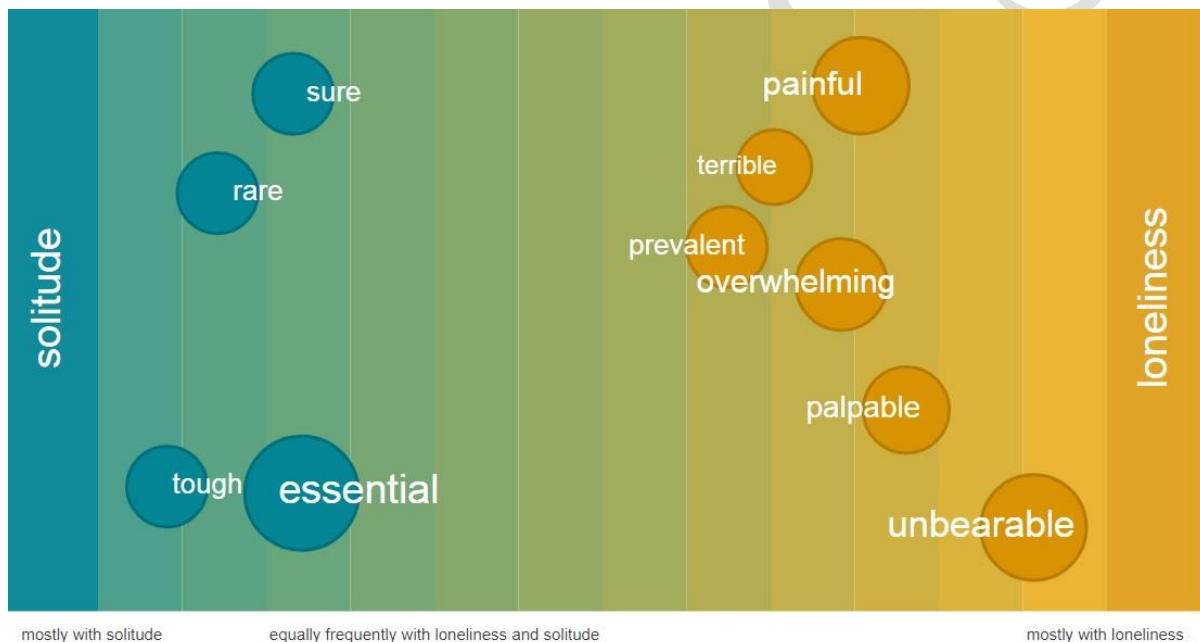 solitude
sure
rare
tough
essential
painful
terrible
prevalent
overwhelming
palpable
unbearable
loneliness
mostly with solitude
equally frequently with loneliness and solitude
mostly with loneliness